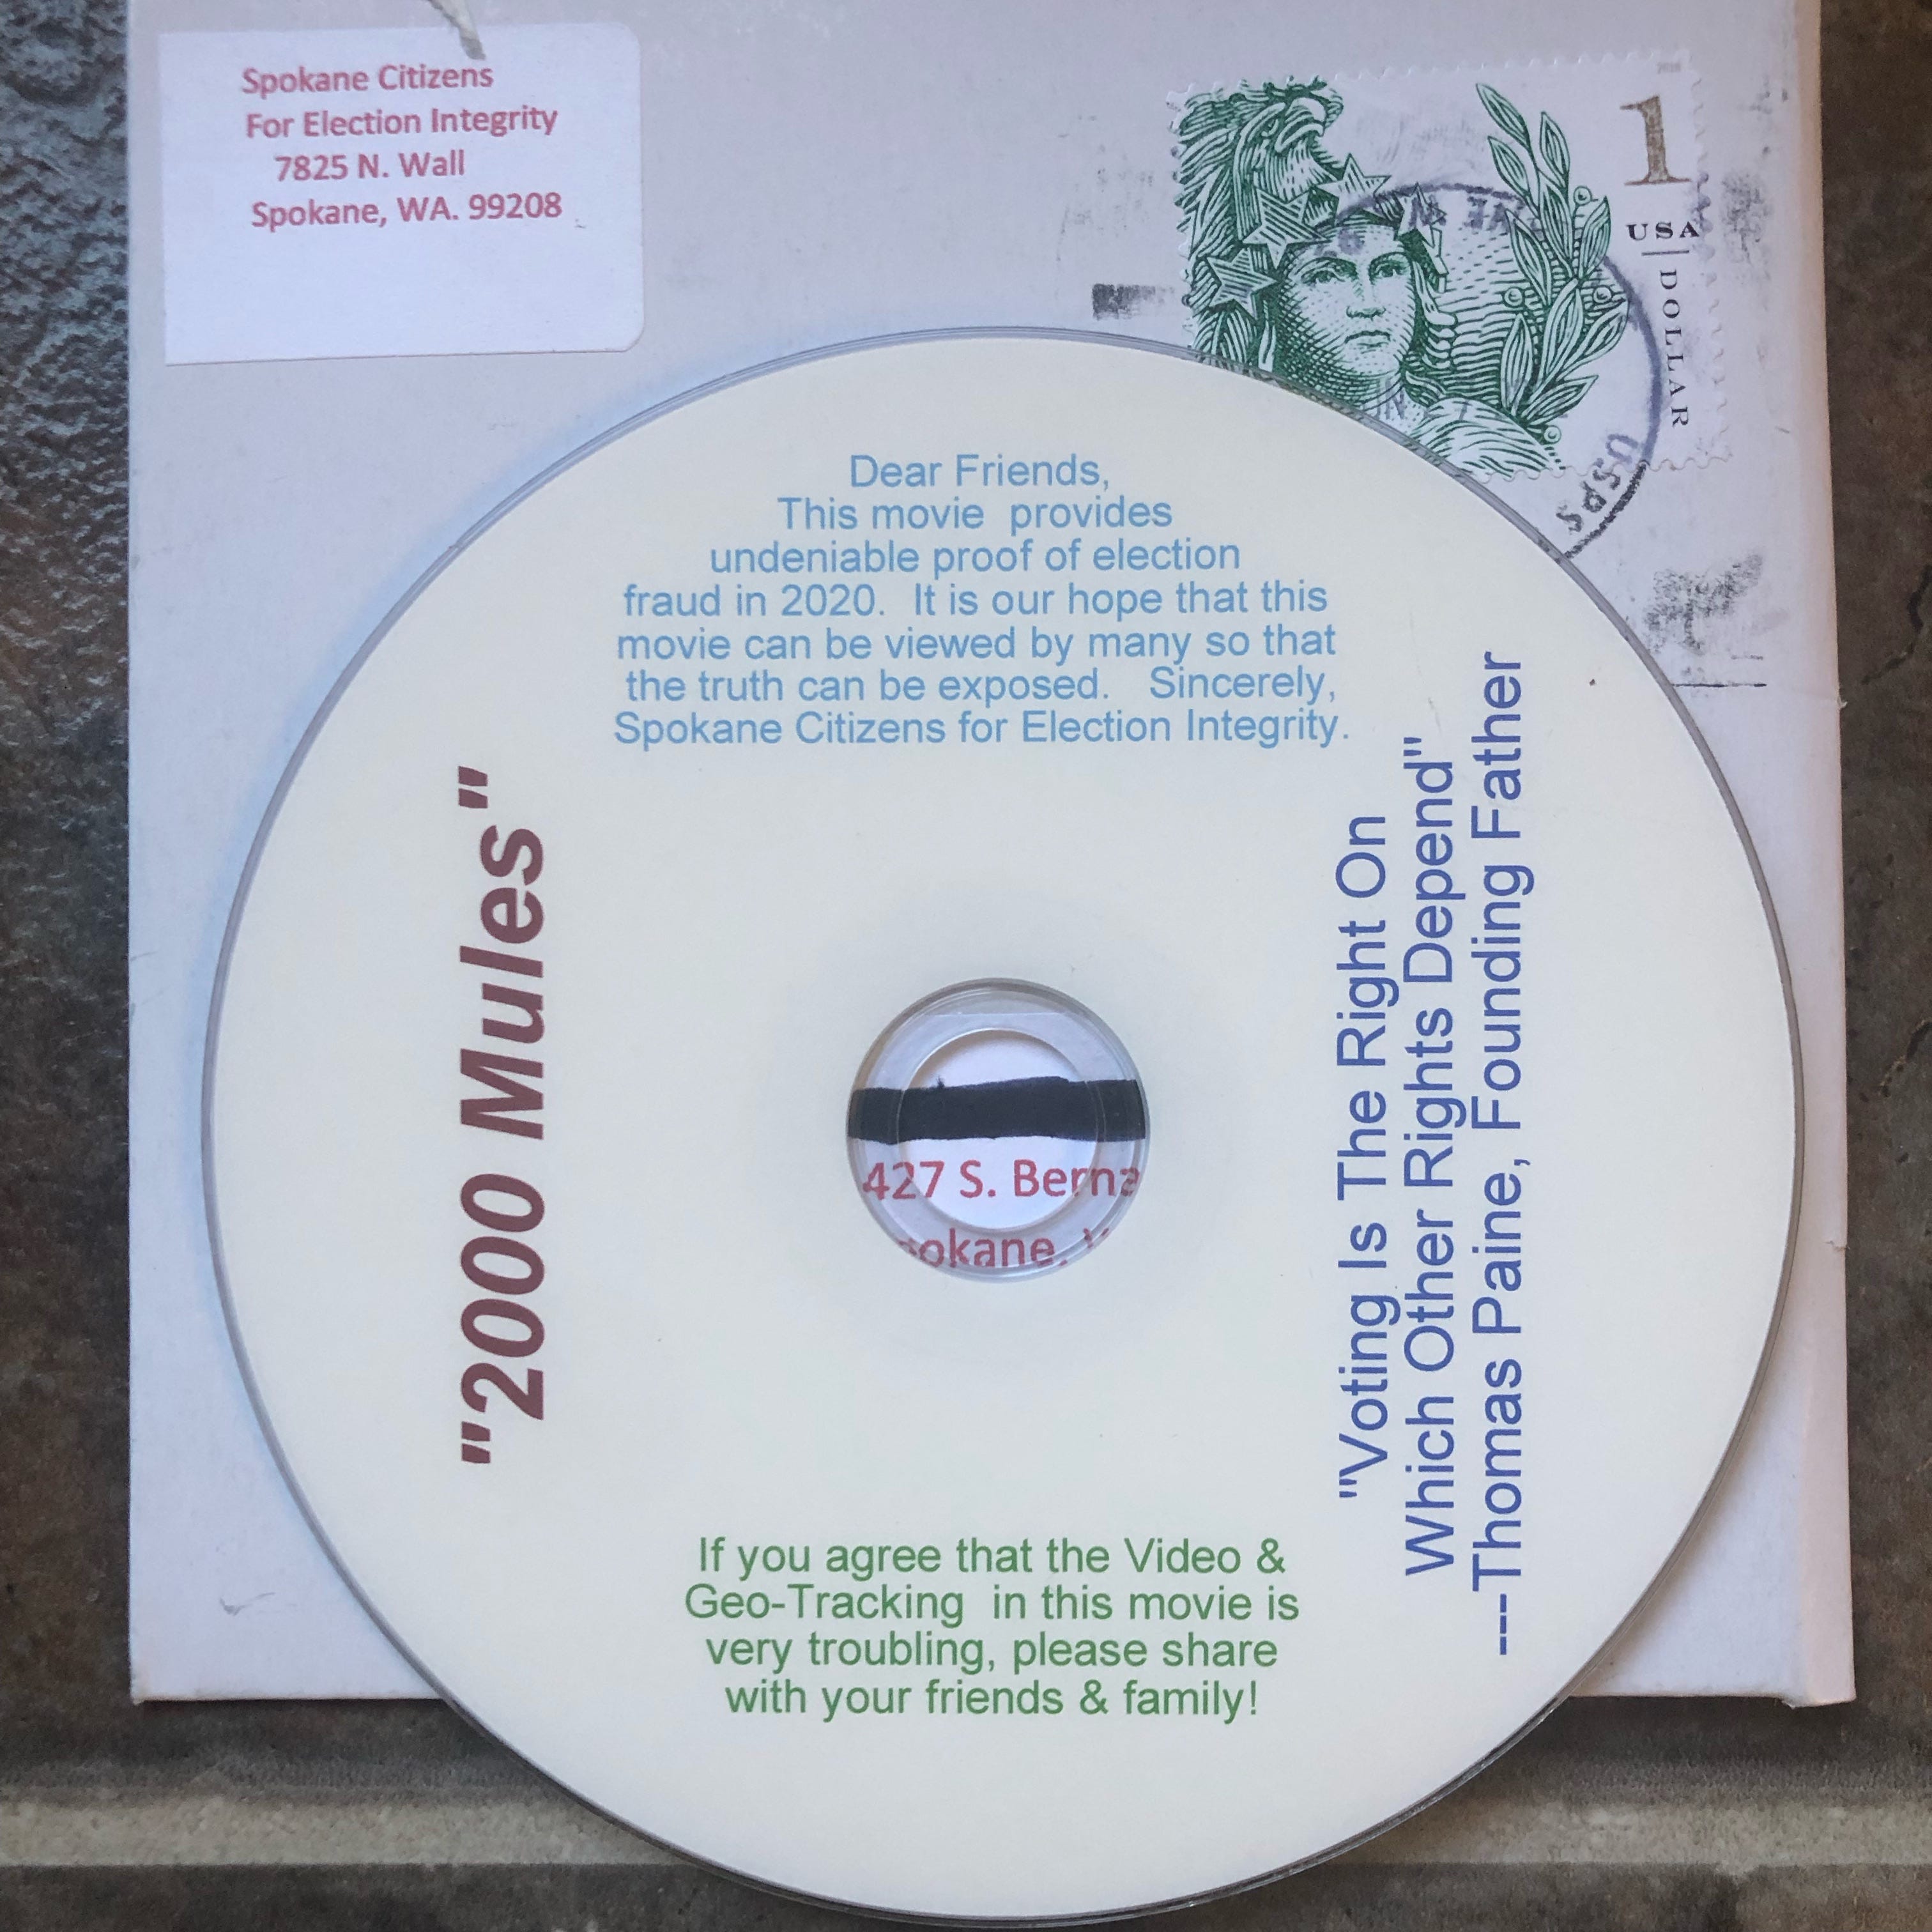 Spokane Citizens
For Election Integrity
7825 N. Wall
Spokane, WA. 99208
1
USA
DOLLAR
USPS
Dear Friends,
This movie provides
undeniable proof of election
fraud in 2020. It is our hope that this
movie can be viewed by many so that
the truth can be exposed. Sincerely,
Spokane Citizens for Election Integrity.
"2000 Mules"
427 S. Berna
okane,
"Voting Is The Right On
Which Other Rights Depend"
---Thomas Paine, Founding Father
If you agree that the Video &
Geo-Tracking in this movie is
very troubling, please share
with your friends & family!